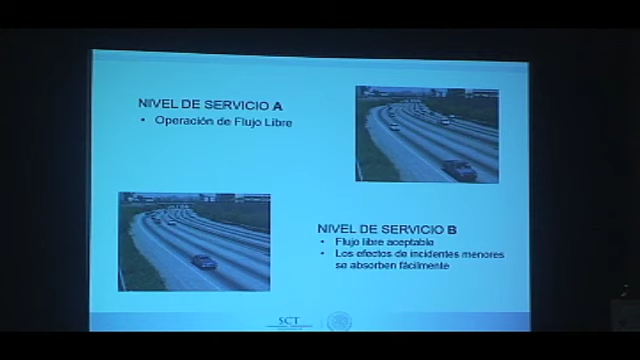 NIVEL DE SERVICIO A
• Operación de Flujo Libre
NIVEL DE SERVICIO B
• Flujo libre aceptable
• Los efectos de incidentes menores
se absorben fácilmente
SCT